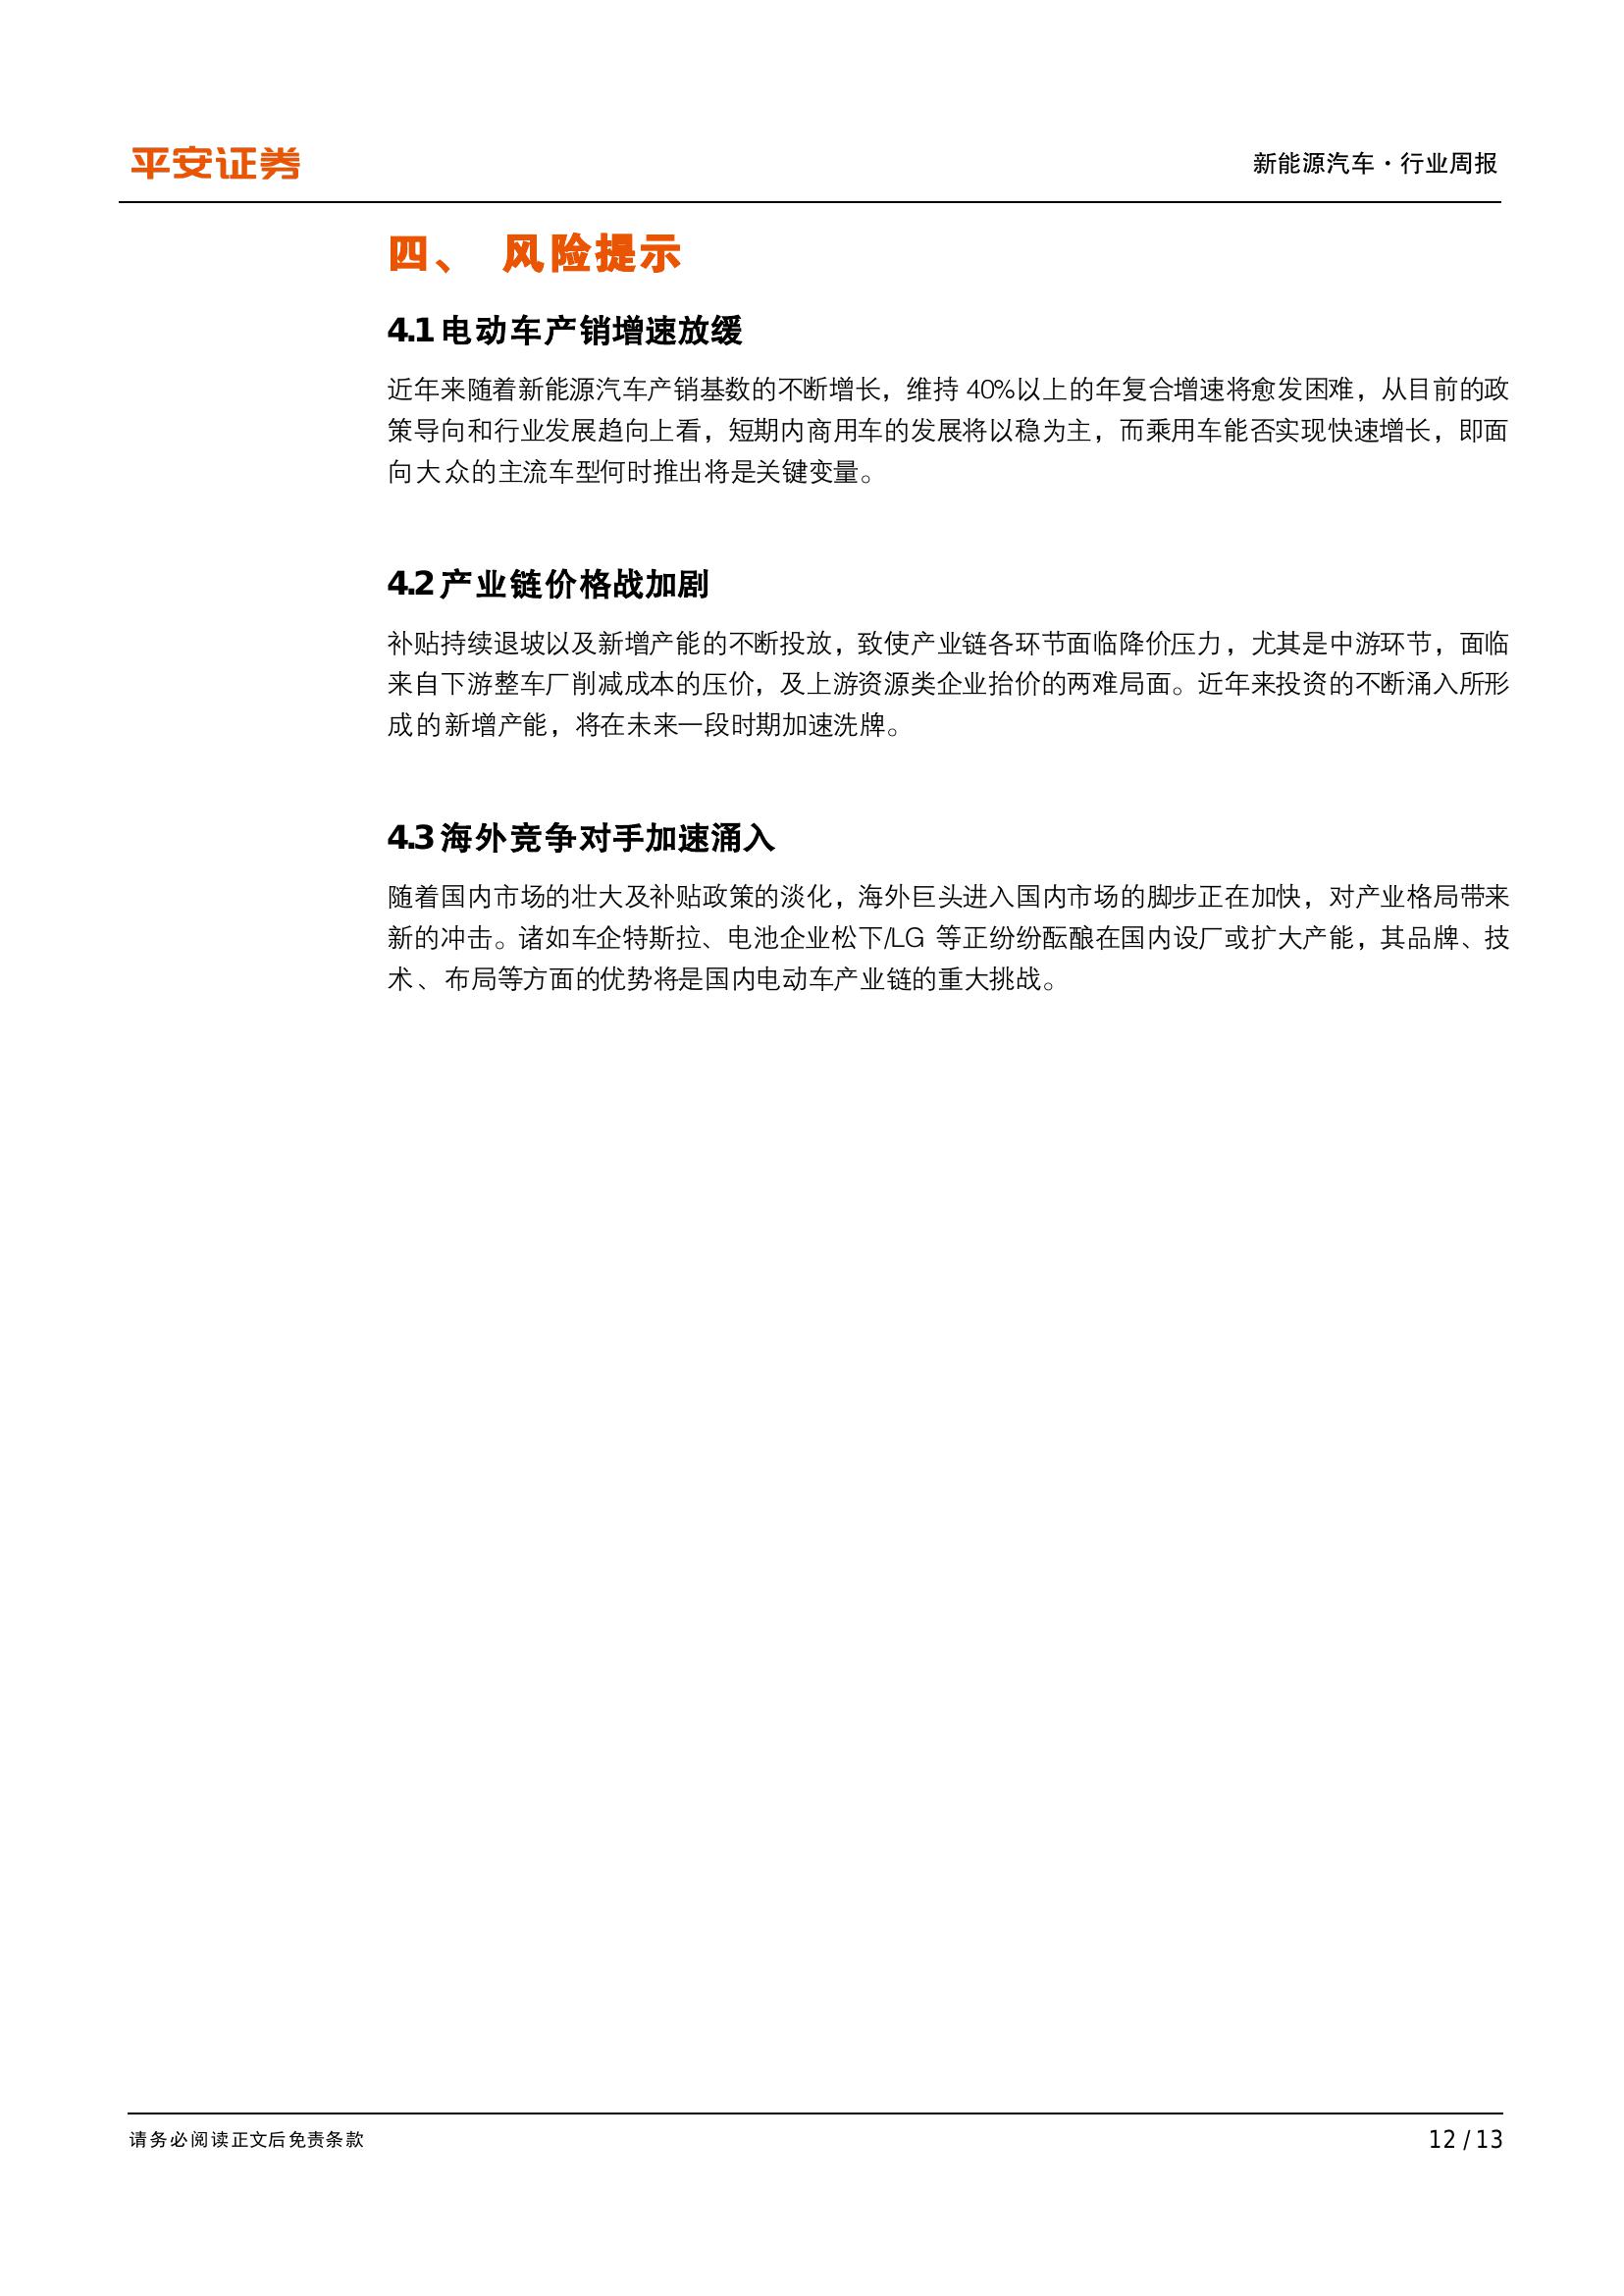 平安证券
新能源汽车·行业周报
四、 风险提示
4.1电动车产销增速放缓
近年来随着新能源汽车产销基数的不断增长，维持 40%以上的年复合增速将愈发困难，从目前的政
策导向和行业发展趋向上看，短期内商用车的发展将以稳为主，而乘用车能否实现快速增长，即面
向大众的主流车型何时推出将是关键变量。
4.2产业链价格战加剧
补贴持续退坡以及新增产能的不断投放，致使产业链各环节面临降价压力，尤其是中游环节，面临
来自下游整车厂削减成本的压价，及上游资源类企业抬价的两难局面。近年来投资的不断涌入所形
成的新增产能，将在未来一段时期加速洗牌。
4.3海外竞争对手加速涌入
随着国内市场的壮大及补贴政策的淡化，海外巨头进入国内市场的脚步正在加快，对产业格局带来
新的冲击。诸如车企特斯拉、电池企业松下/LG 等正纷纷酝酿在国内设厂或扩大产能，其品牌、技
术、布局等方面的优势将是国内电动车产业链的重大挑战。
请务必阅读正文后免责条款
12 / 13